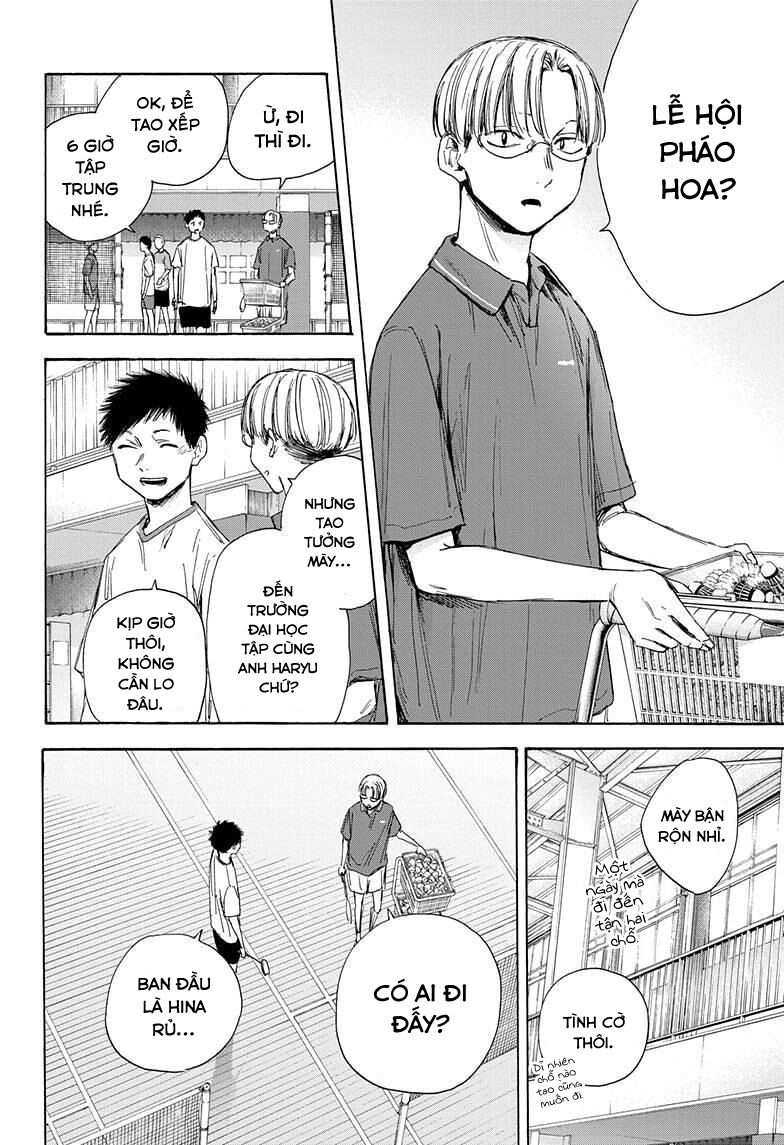 LỄ HỘI
PHÁO
HOA?
Ừ, ĐI
THÌ ĐI.
OK, ĐỂ
TAO XẾP
GIỜ.
6 GIỜ
TẬP
TRUNG
NHÉ.
NHƯNG
TAO
TƯỞNG
MÀY...
ĐẾN
TRƯỜNG
ĐẠI HỌC
TẬP CÙNG
ANH HARYU
CHỨ?
KỊP GIỜ
THÔI,
KHÔNG
CẦN LO
ĐÂU.
MÀY BẬN
RỘN NHỈ.
Một
ngày mà
đi đến
tận hai
chỗ.
TÌNH CỜ
THÔI.
Dĩ nhiên
chỗ nào
tao cũng
muốn đi.
CÓ AI ĐI
ĐẤY?
BAN ĐẦU
LÀ HINA
RỦ...